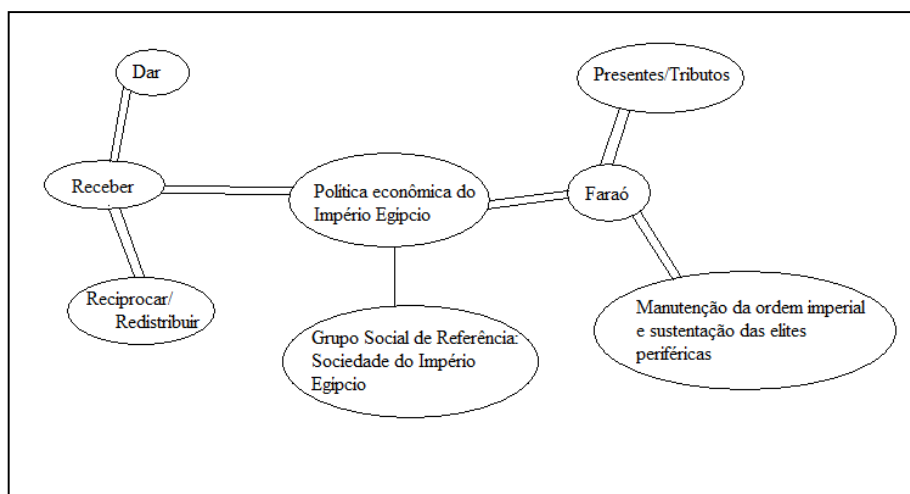 Dar
Presentes/Tributos
Receber
Política econômica do
Império Egípcio
Faraó
Reciprocar/
Redistribuir
Grupo Social de Referência:
Sociedade do Império
Egípcio
Manutenção da ordem imperial
e sustentação das elites
periféricas